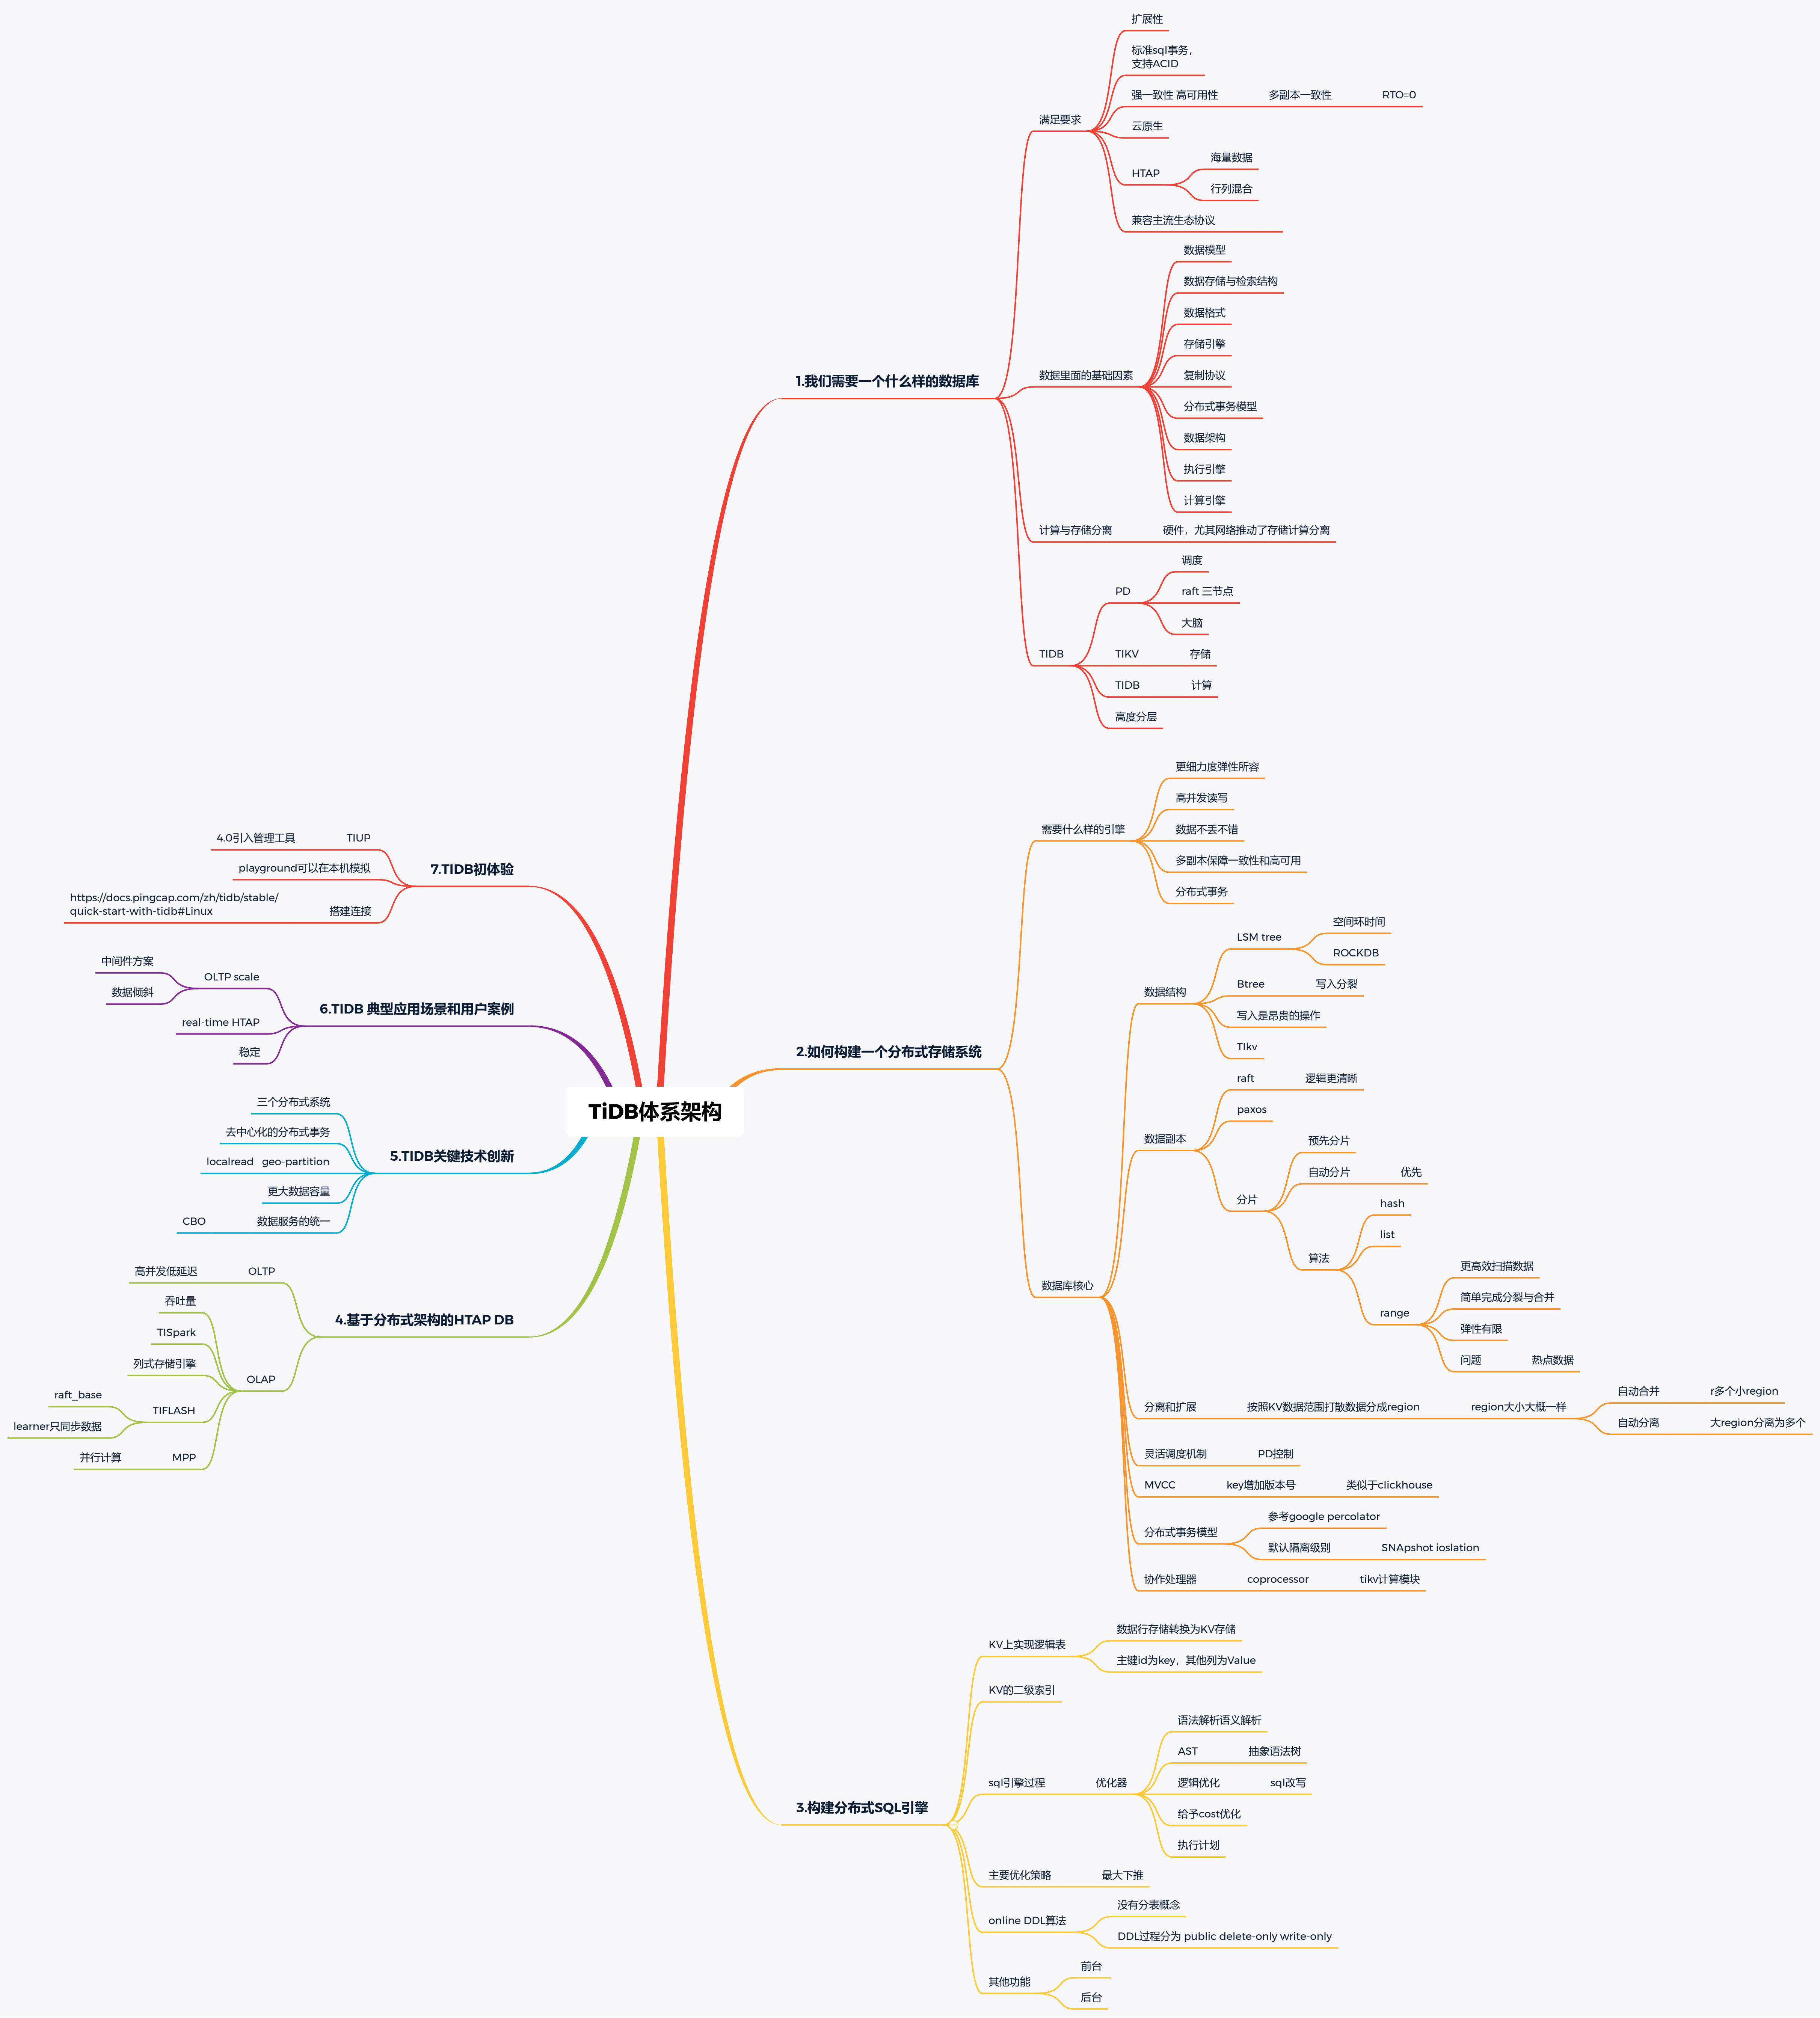 TiDB体系架构
1.我们需要一个什么样的数据库
满足要求
扩展性
标准sql事务，
支持ACID
强一致性 高可用性
多副本一致性
RTO=0
云原生
HTAP
海量数据
行列混合
兼容主流生态协议
数据里面的基础因素
数据模型
数据存储与检索结构
数据格式
存储引擎
复制协议
分布式事务模型
数据架构
执行引擎
计算引擎
计算与存储分离
硬件，尤其网络推动了存储计算分离
TIDB
PD
调度
raft 三节点
大脑
TIKV
存储
TIDB
计算
高度分层
2.如何构建一个分布式存储系统
需要什么样的引擎
更细力度弹性所容
高并发读写
数据不丢不错
多副本保障一致性和高可用
分布式事务
数据库核心
数据结构
LSM tree
空间环时间
ROCKDB
Btree
写入分裂
写入是昂贵的操作
TIkv
数据副本
raft
逻辑更清晰
paxos
分片
预先分片
自动分片
优先
算法
hash
list
range
更高效扫描数据
简单完成分裂与合并
弹性有限
问题
热点数据
分离和扩展
按照KV数据范围打散数据分成region
region大小大概一样
自动合并
r多个小region
自动分离
大region分离为多个
灵活调度机制
PD控制
MVCC
key增加版本号
类似于clickhouse
分布式事务模型
参考google percolator
默认隔离级别
SNApshot ioslation
协作处理器
coprocessor
tikv计算模块
3.构建分布式SQL引擎
KV上实现逻辑表
数据行存储转换为KV存储
主键id为key，其他列为Value
KV的二级索引
sql引擎过程
优化器
语法解析语义解析
AST
抽象语法树
逻辑优化
sql改写
给予cost优化
执行计划
主要优化策略
最大下推
online DDL算法
没有分表概念
DDL过程分为 public delete-only write-only
其他功能
前台
后台
4.基于分布式架构的HTAP DB
OLTP
高并发低延迟
OLAP
吞吐量
TISpark
列式存储引擎
TIFLASH
raft_base
learner只同步数据
MPP
并行计算
5.TIDB关键技术创新
三个分布式系统
去中心化的分布式事务
localread geo-partition
更大数据容量
数据服务的统一
CBO
6.TIDB 典型应用场景和用户案例
OLTP scale
中间件方案
数据倾斜
real-time HTAP
稳定
7.TIDB初体验
TIUP
4.0引入管理工具
playground可以在本机模拟
搭建连接
https://docs.pingcap.com/zh/tidb/stable/
quick-start-with-tidb#Linux